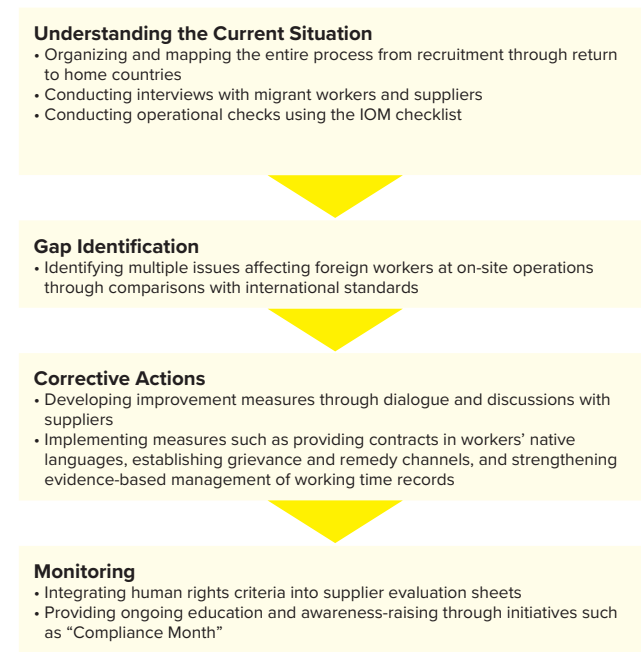 Understanding the Current Situation
• Organizing and mapping the entire process from recruitment through return
to home countries
• Conducting interviews with migrant workers and suppliers
• Conducting operational checks using the IOM checklist
Gap Identification
• Identifying multiple issues affecting foreign workers at on-site operations
through comparisons with international standards
Corrective Actions
• Developing improvement measures through dialogue and discussions with
suppliers
• Implementing measures such as providing contracts in workers’ native
languages, establishing grievance and remedy channels, and strengthening
evidence-based management of working time records
Monitoring
• Integrating human rights criteria into supplier evaluation sheets
• Providing ongoing education and awareness-raising through initiatives such
as “Compliance Month”